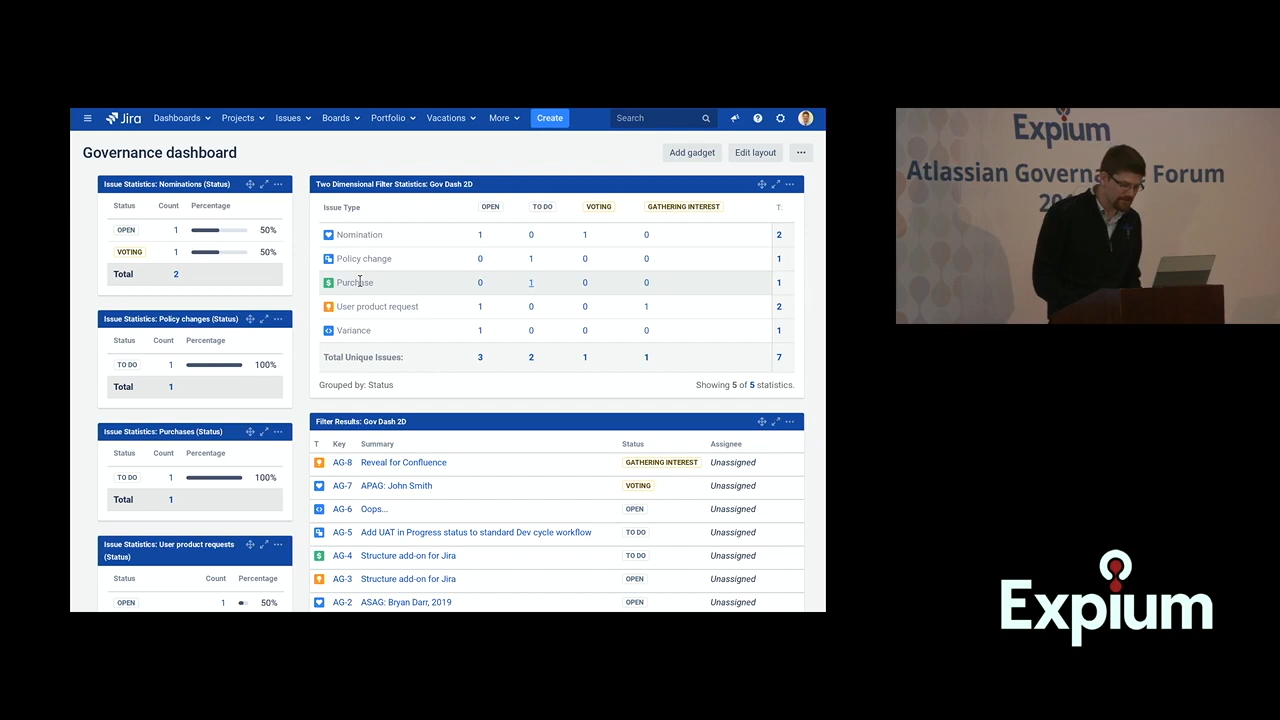 Jira Dashboards Projects Issues Boards Portfolio Vacations More Create Search
Governance dashboard
Add gadget Edit layout
Issue Statistics: Nominations (Status)
Status Count Percentage
OPEN 1 50%
VOTING 1 50%
Total 2
Issue Statistics: Policy changes (Status)
Status Count Percentage
TO DO 1 100%
Total 1
Issue Statistics: Purchases (Status)
Status Count Percentage
TO DO 1 100%
Total 1
Issue Statistics: User product requests
(Status)
Status Count Percentage
OPEN 1 50%
Two Dimensional Filter Statistics: Gov Dash 2D
Issue Type OPEN TO DO VOTING GATHERING INTEREST T:
Nomination 1 0 1 0 2
Policy change 0 1 0 0 1
Purchase 0 1 0 0 1
User product request 1 0 0 1 2
Variance 1 0 0 0 1
Total Unique Issues: 3 2 1 1 7
Grouped by: Status Showing 5 of 5 statistics.
Filter Results: Gov Dash 2D
T Key Summary Status Assignee
AG-8 Reveal for Confluence GATHERING INTEREST Unassigned
AG-7 APAG: John Smith VOTING Unassigned
AG-6 Oops... OPEN Unassigned
AG-5 Add UAT in Progress status to standard Dev cycle workflow TO DO Unassigned
AG-4 Structure add-on for Jira TO DO Unassigned
AG-3 Structure add-on for Jira OPEN Unassigned
AG-2 ASAG: Bryan Darr, 2019 OPEN Unassigned
Expium
Atlassian Forum
Expium